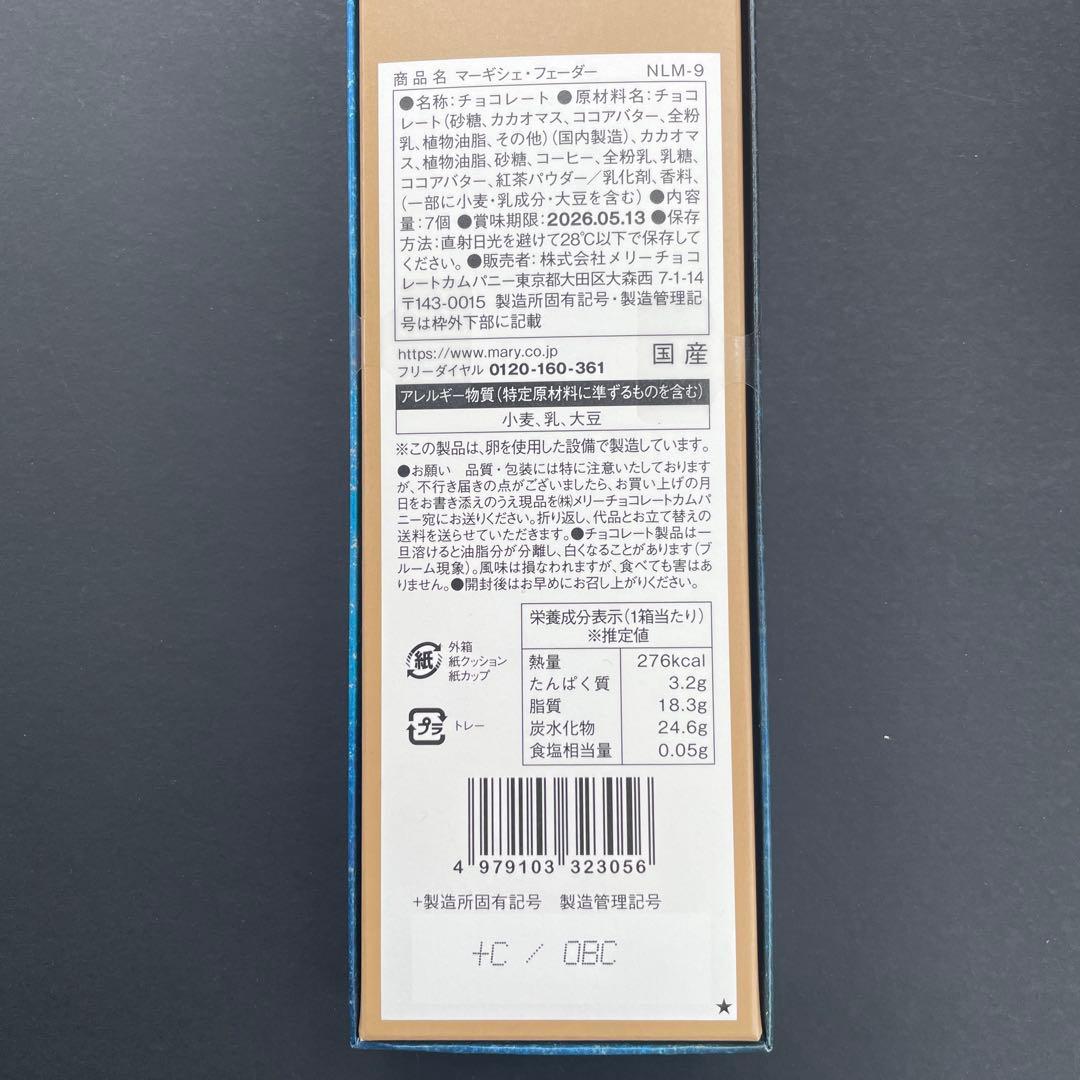 商品名 マーギシェ・フェーダー NLM-9
●名称：チョコレート ●原材料名：チョコ
レート（砂糖、カカオマス、ココアバター、全粉
乳、植物油脂、その他）（国内製造）、カカオマ
ス、植物油脂、砂糖、コーヒー、全粉乳、乳糖、
ココアバター、紅茶パウダー／乳化剤、香料、
（一部に小麦・乳成分・大豆を含む） ●内容
量：7個 ●賞味期限：2026.05.13 ●保存
方法：直射日光を避けて28℃以下で保存して
ください。●販売者：株式会社メリーチョコ
レートカムパニー東京都大田区大森西 7-1-14
〒143-0015 製造所固有記号・製造管理記
号は枠外下部に記載
https://www.mary.co.jp
フリーダイヤル 0120-160-361
国産
アレルギー物質（特定原材料に準ずるものを含む）
小麦、乳、大豆
※この製品は、卵を使用した設備で製造しています。
●お願い 品質・包装には特に注意いたしております
が、不行き届きの点がございましたら、お買い上げの月
日をお書き添えのうえ現品を㈱メリーチョコレートカムパ
ニー宛にお送りください。折り返し、代品とお立て替えの
送料を送らせていただきます。●チョコレート製品は一
旦溶けると油脂分が分離し、白くなることがあります（ブ
ルーム現象）。風味は損なわれますが、食べても害はあ
りません。●開封後はお早めにお召し上がりください。
紙
外箱
紙クッション
紙カップ
プラ
トレー
栄養成分表示（1箱当たり）
※推定値
熱量 276kcal
たんぱく質 3.2g
脂質 18.3g
炭水化物 24.6g
食塩相当量 0.05g
4 979103 323056
+製造所固有記号 製造管理記号
+C / OBC
★